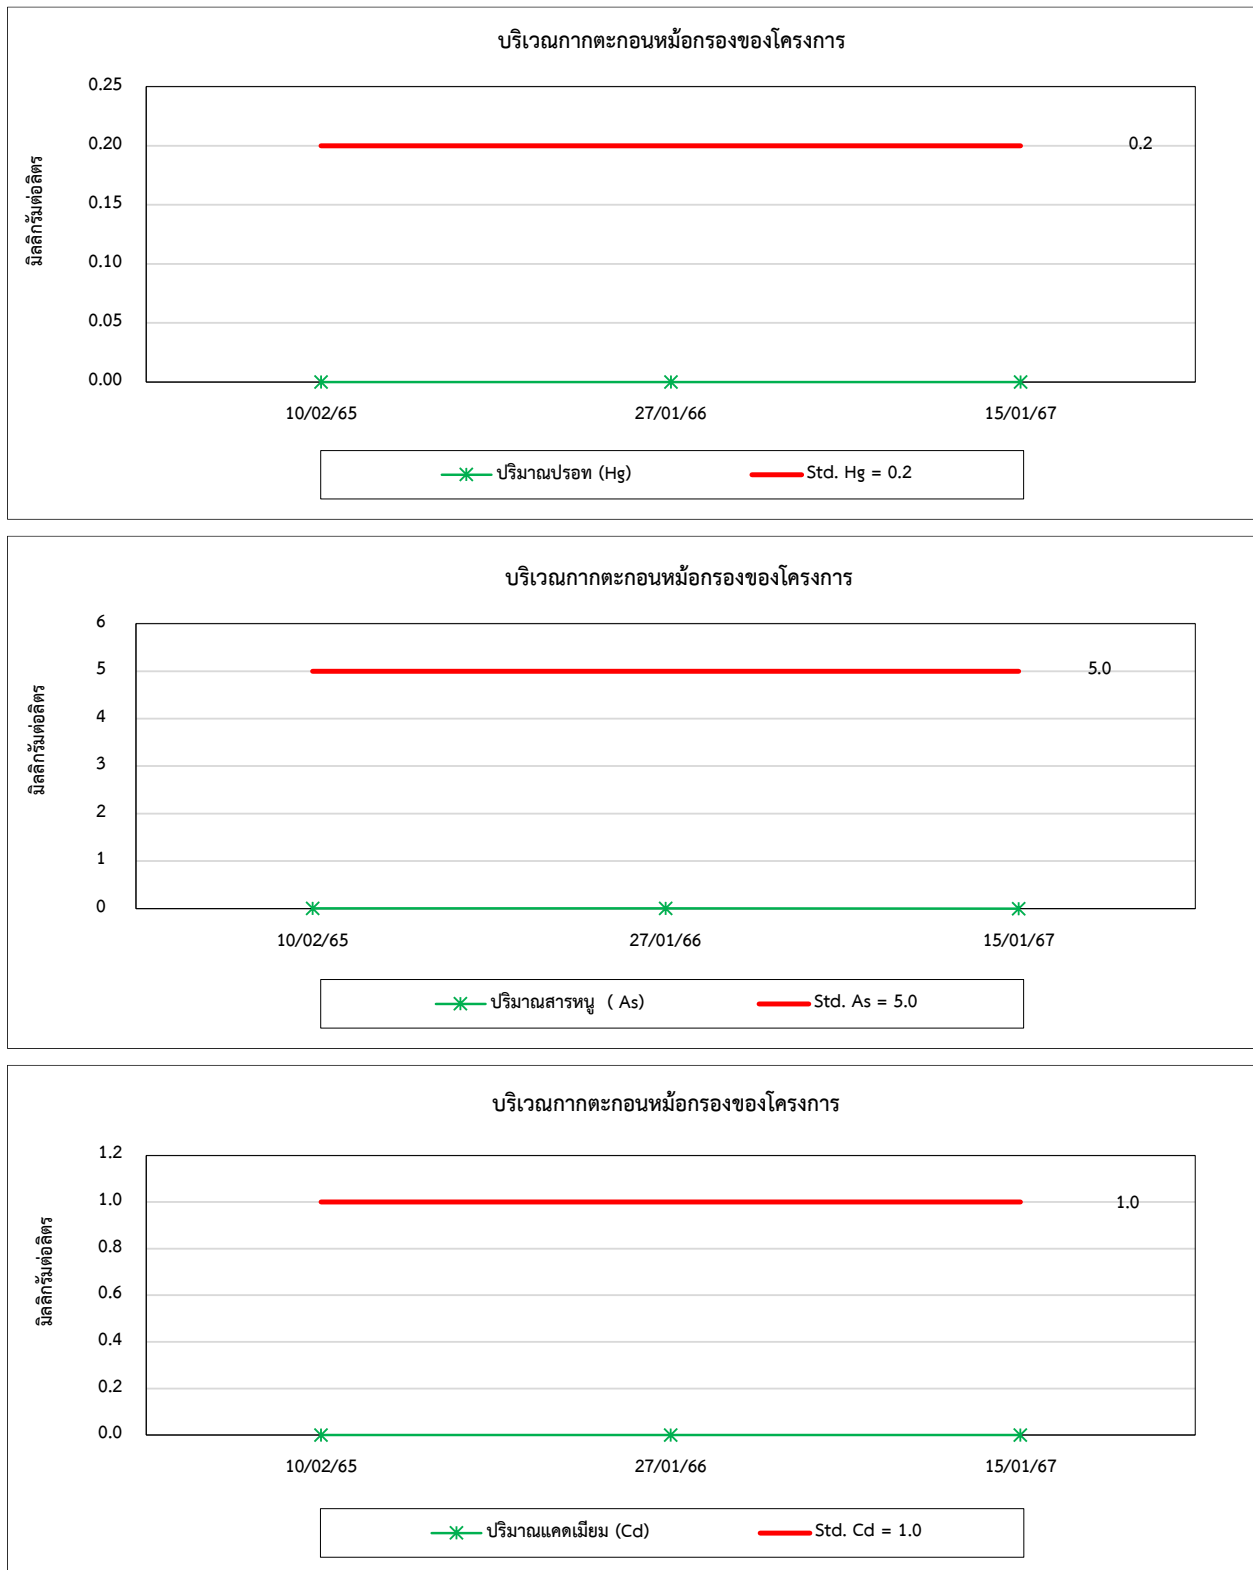 บริเวณกากตะกอนหม้อกรองของโครงการ
0.25
0.20
0.15
0.10
0.05
0.00
มิลลิกรัมต่อลิตร
0.2
10/02/65 27/01/66 15/01/67
ปริมาณปรอท (Hg) Std. Hg = 0.2
บริเวณกากตะกอนหม้อกรองของโครงการ
6
5
4
3
2
1
0
มิลลิกรัมต่อลิตร
5.0
10/02/65 27/01/66 15/01/67
ปริมาณสารหนู ( As) Std. As = 5.0
บริเวณกากตะกอนหม้อกรองของโครงการ
1.2
1.0
0.8
0.6
0.4
0.2
0.0
มิลลิกรัมต่อลิตร
1.0
10/02/65 27/01/66 15/01/67
ปริมาณแคดเมียม (Cd) Std. Cd = 1.0